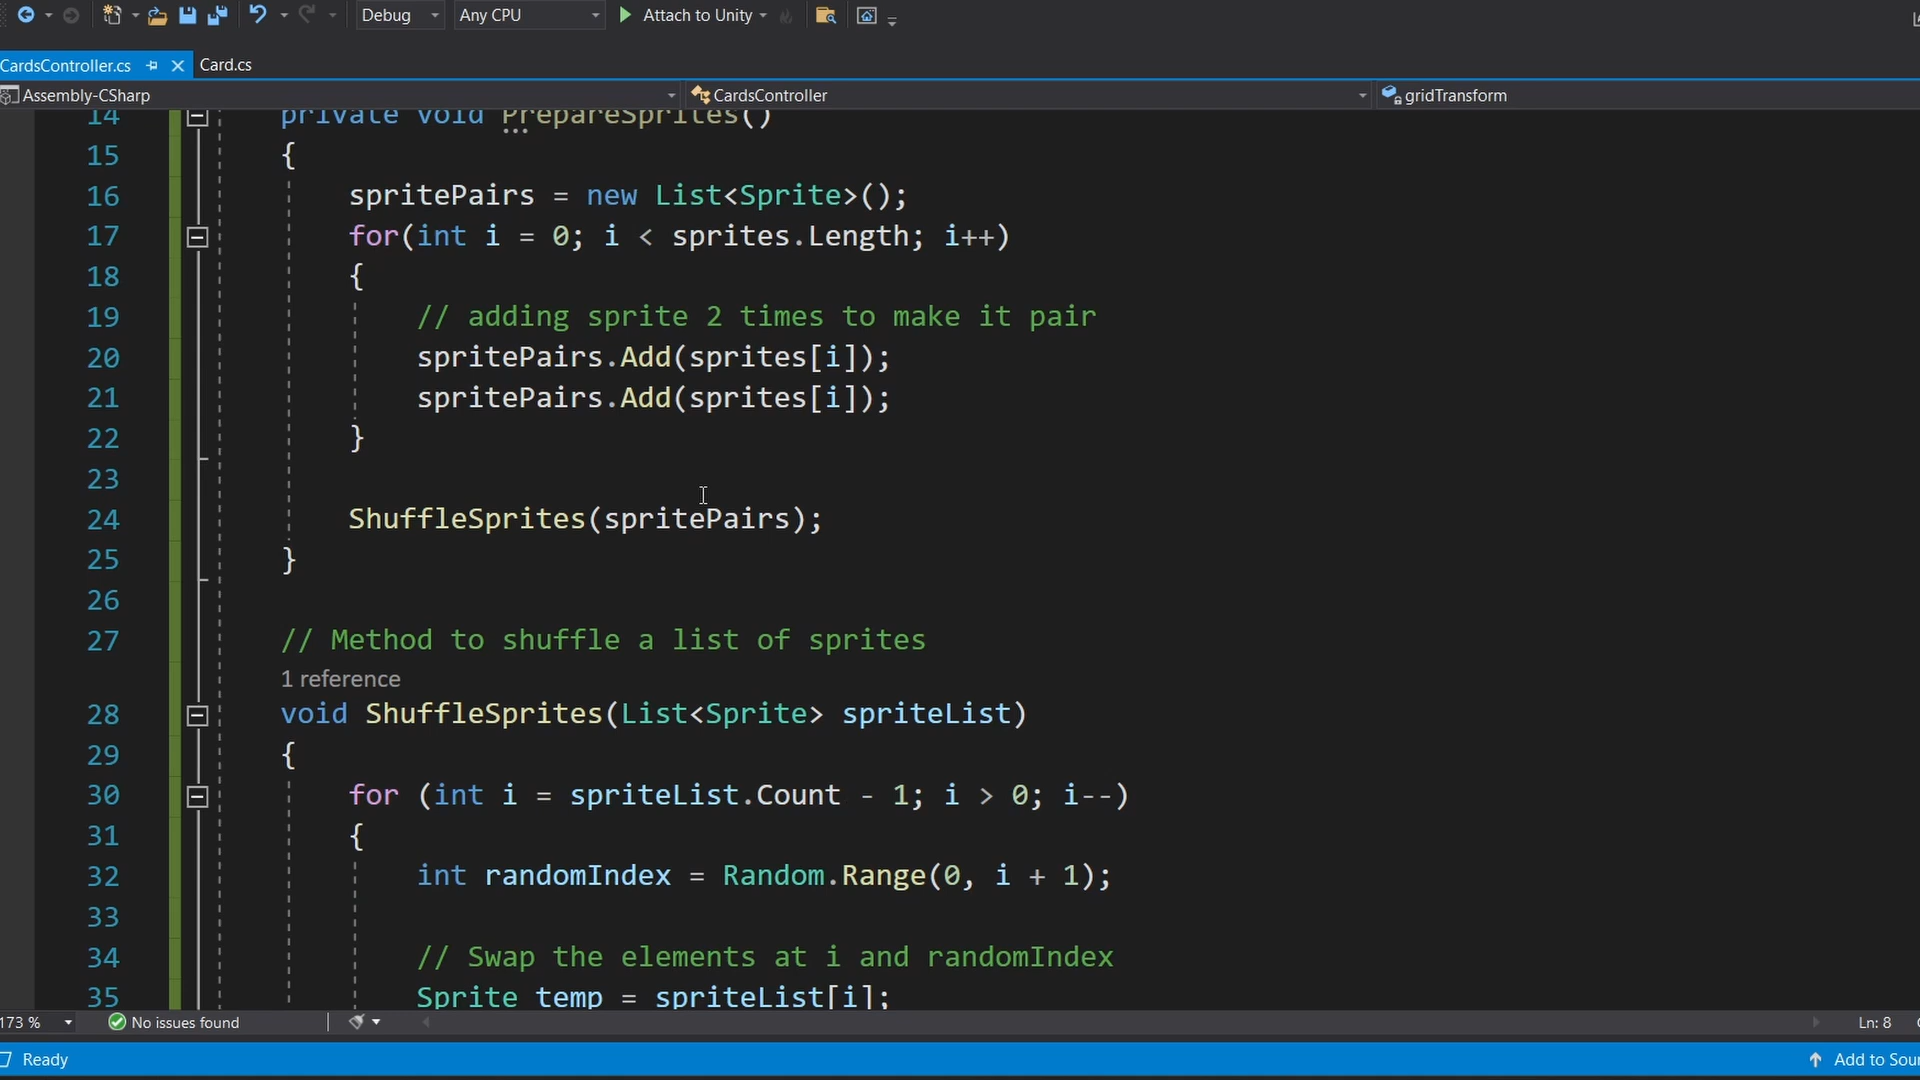 Debug Any CPU Attach to Unity
CardsController.cs Card.cs
Assembly-CSharp CardsController gridTransform
14 private void PrepareSprites()
15 {
16 spritePairs = new List<Sprite>();
17 for(int i = 0; i < sprites.Length; i++)
18 {
19 // adding sprite 2 times to make it pair
20 spritePairs.Add(sprites[i]);
21 spritePairs.Add(sprites[i]);
22 }
23
24 ShuffleSprites(spritePairs);
25 }
26
27 // Method to shuffle a list of sprites
1 reference
28 void ShuffleSprites(List<Sprite> spriteList)
29 {
30 for (int i = spriteList.Count - 1; i > 0; i--)
31 {
32 int randomIndex = Random.Range(0, i + 1);
33
34 // Swap the elements at i and randomIndex
35 Sprite temp = spriteList[i];
173 % No issues found Ln: 8
Ready Add to Sour